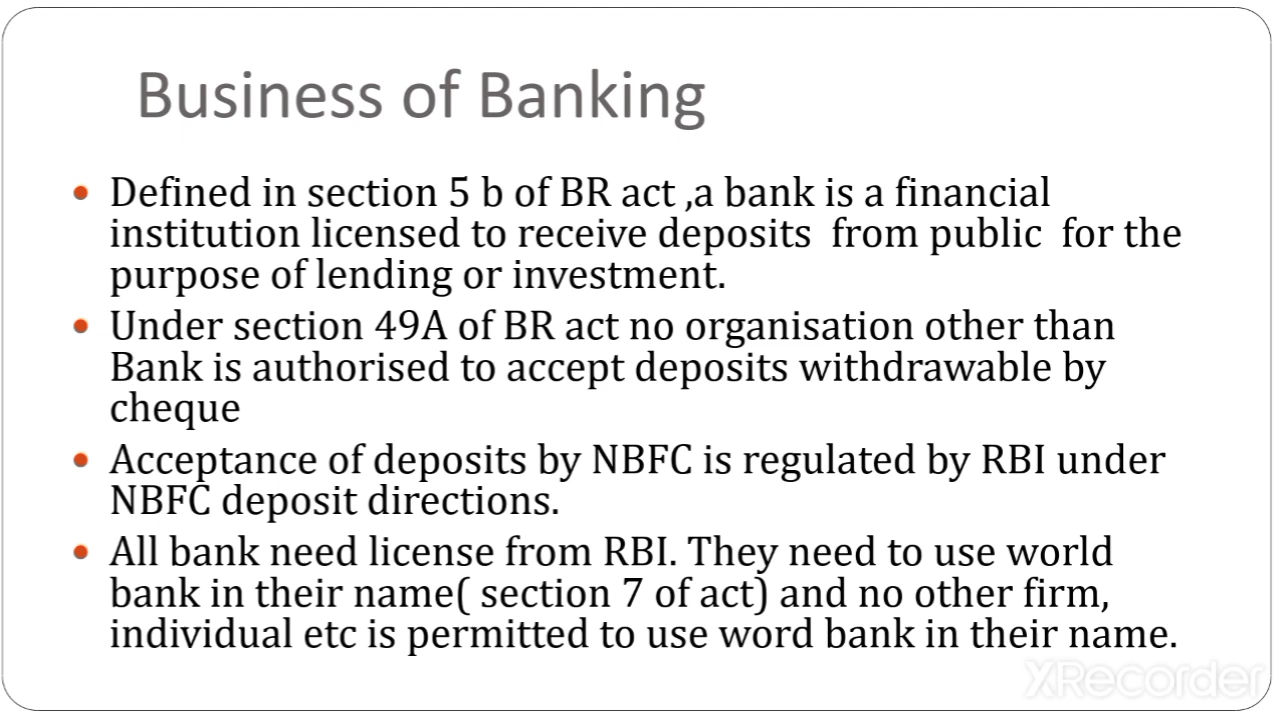 Business of Banking
Defined in section 5 b of BR act ,a bank is a financial
institution licensed to receive deposits from public for the
purpose of lending or investment.
Under section 49A of BR act no organisation other than
Bank is authorised to accept deposits withdrawable by
cheque
Acceptance of deposits by NBFC is regulated by RBI under
NBFC deposit directions.
All bank need license from RBI. They need to use world
bank in their name( section 7 of act) and no other firm,
individual etc is permitted to use word bank in their name.
XRecorder